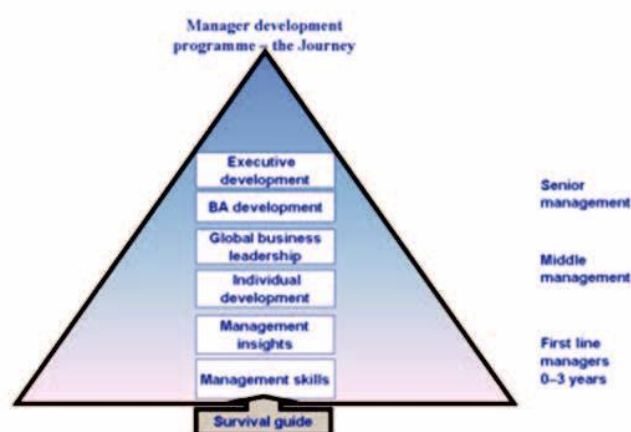 Manager development
programme – the Journey
Executive
development
BA development
Global business
leadership
Individual
development
Management
insights
Management skills
Survival guide
Senior
management
Middle
management
First line
managers
0–3 years